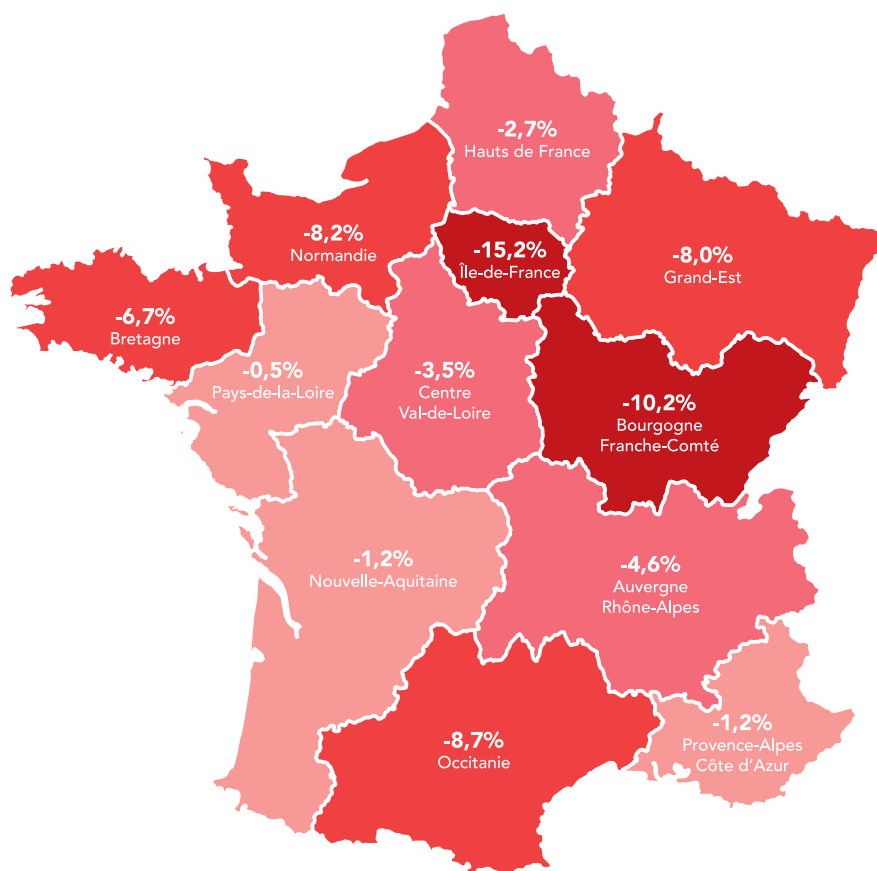 -2,7%
Hauts de France
-8,2%
Normandie
-15,2%
Île-de-France
-8,0%
Grand-Est
-6,7%
Bretagne
-0,5%
Pays-de-la-Loire
-3,5%
Centre
Val-de-Loire
-10,2%
Bourgogne
Franche-Comté
-1,2%
Nouvelle-Aquitaine
-4,6%
Auvergne
Rhône-Alpes
-8,7%
Occitanie
-1,2%
Provence-Alpes
Côte d'Azur